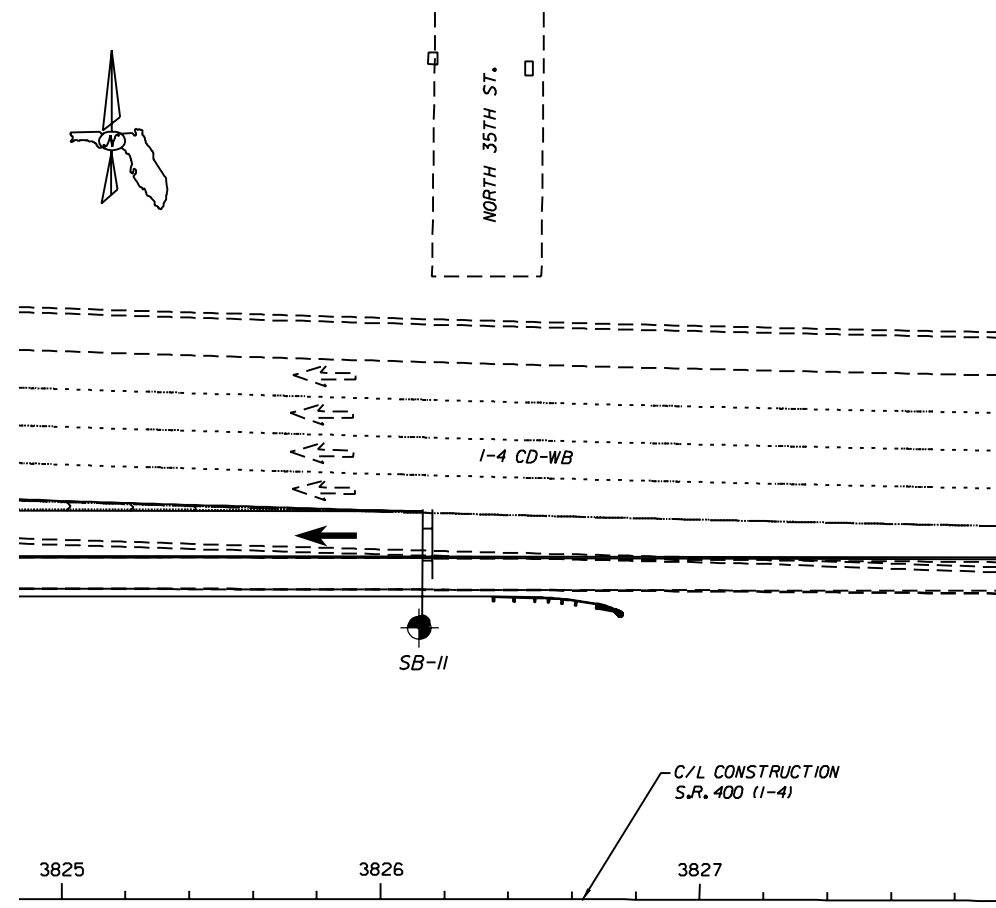 NORTH 35TH ST.
N
I-4 CD-WB
SB-11
C/L CONSTRUCTION
S.R. 400 (I-4)
3825 3826 3827